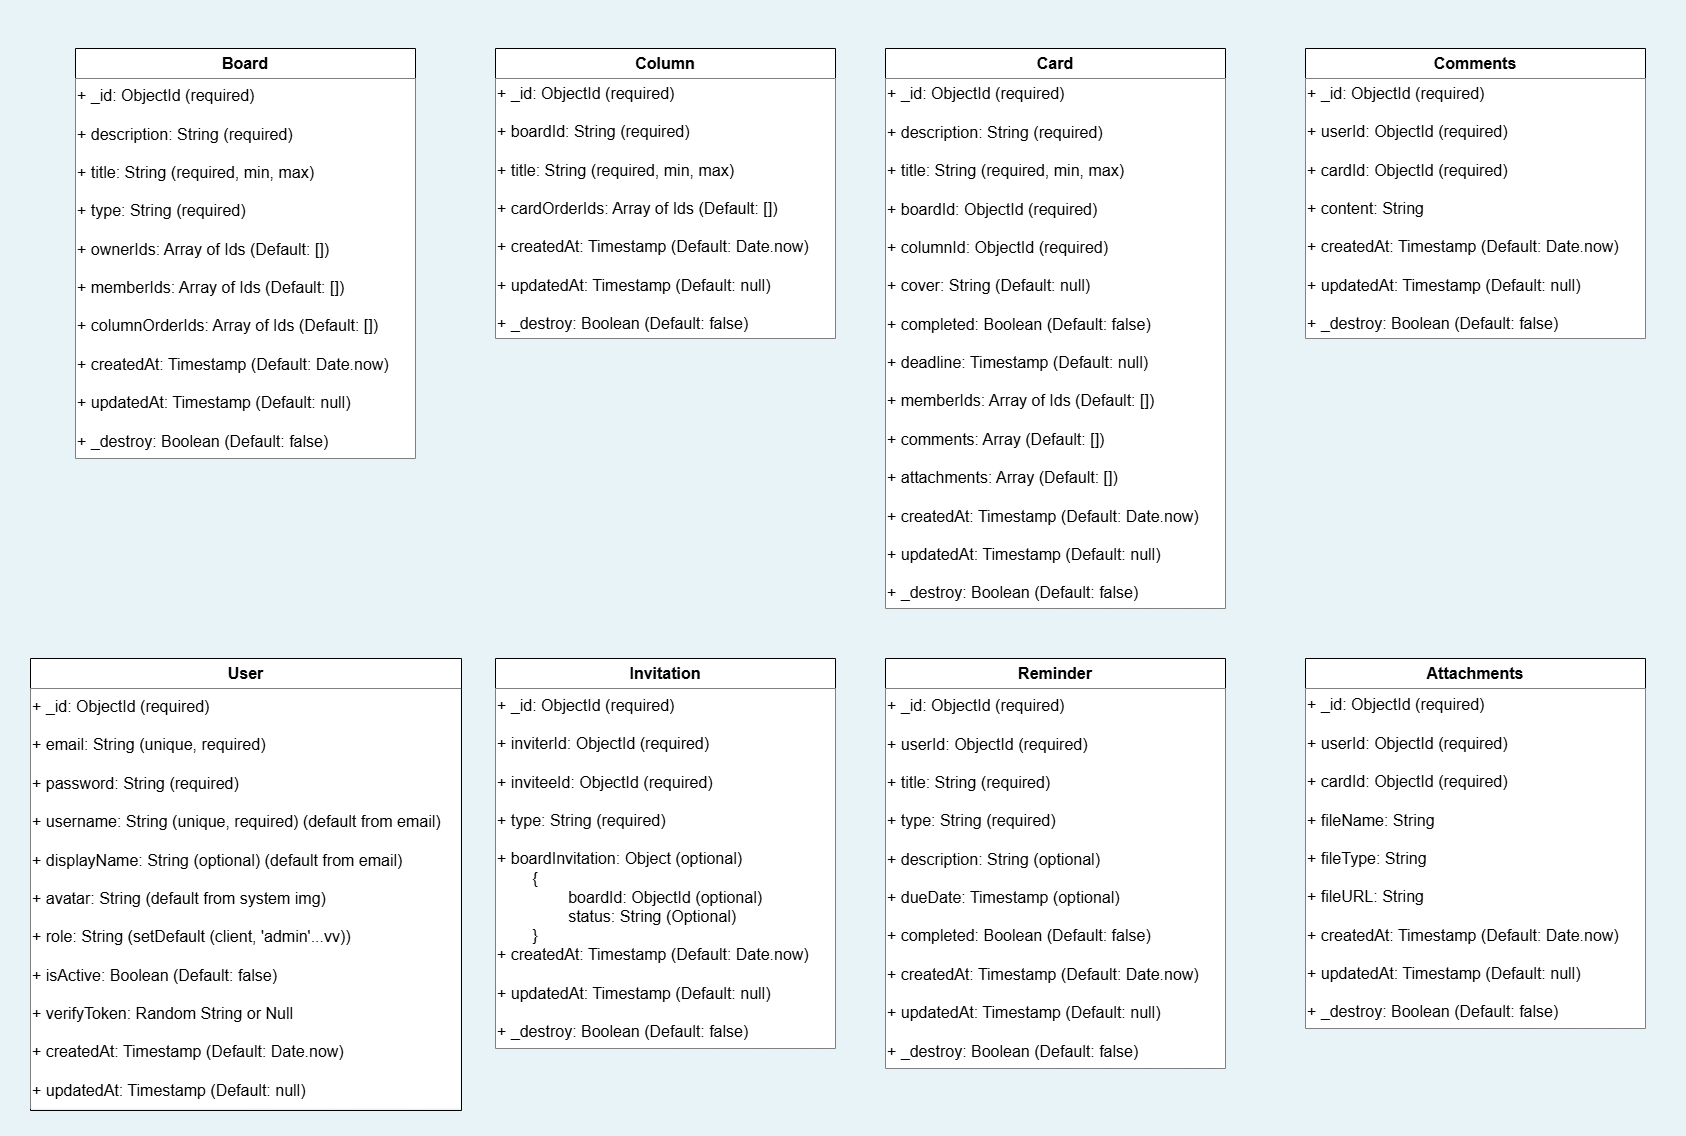 Board
+ _id: ObjectId (required)
+ description: String (required)
+ title: String (required, min, max)
+ type: String (required)
+ ownerIds: Array of Ids (Default: [])
+ memberIds: Array of Ids (Default: [])
+ columnOrderIds: Array of Ids (Default: [])
+ createdAt: Timestamp (Default: Date.now)
+ updatedAt: Timestamp (Default: null)
+ _destroy: Boolean (Default: false)
Column
+ _id: ObjectId (required)
+ boardId: String (required)
+ title: String (required, min, max)
+ cardOrderIds: Array of Ids (Default: [])
+ createdAt: Timestamp (Default: Date.now)
+ updatedAt: Timestamp (Default: null)
+ _destroy: Boolean (Default: false)
Card
+ _id: ObjectId (required)
+ description: String (required)
+ title: String (required, min, max)
+ boardId: ObjectId (required)
+ columnId: ObjectId (required)
+ cover: String (Default: null)
+ completed: Boolean (Default: false)
+ deadline: Timestamp (Default: null)
+ memberIds: Array of Ids (Default: [])
+ comments: Array (Default: [])
+ attachments: Array (Default: [])
+ createdAt: Timestamp (Default: Date.now)
+ updatedAt: Timestamp (Default: null)
+ _destroy: Boolean (Default: false)
Comments
+ _id: ObjectId (required)
+ userId: ObjectId (required)
+ cardId: ObjectId (required)
+ content: String
+ createdAt: Timestamp (Default: Date.now)
+ updatedAt: Timestamp (Default: null)
+ _destroy: Boolean (Default: false)
User
+ _id: ObjectId (required)
+ email: String (unique, required)
+ password: String (required)
+ username: String (unique, required) (default from email)
+ displayName: String (optional) (default from email)
+ avatar: String (default from system img)
+ role: String (setDefault (client, 'admin'...vv))
+ isActive: Boolean (Default: false)
+ verifyToken: Random String or Null
+ createdAt: Timestamp (Default: Date.now)
+ updatedAt: Timestamp (Default: null)
Invitation
+ _id: ObjectId (required)
+ inviterId: ObjectId (required)
+ inviteeId: ObjectId (required)
+ type: String (required)
+ boardInvitation: Object (optional)
{
boardId: ObjectId (optional)
status: String (Optional)
}
+ createdAt: Timestamp (Default: Date.now)
+ updatedAt: Timestamp (Default: null)
+ _destroy: Boolean (Default: false)
Reminder
+ _id: ObjectId (required)
+ userId: ObjectId (required)
+ title: String (required)
+ type: String (required)
+ description: String (optional)
+ dueDate: Timestamp (optional)
+ completed: Boolean (Default: false)
+ createdAt: Timestamp (Default: Date.now)
+ updatedAt: Timestamp (Default: null)
+ _destroy: Boolean (Default: false)
Attachments
+ _id: ObjectId (required)
+ userId: ObjectId (required)
+ cardId: ObjectId (required)
+ fileName: String
+ fileType: String
+ fileURL: String
+ createdAt: Timestamp (Default: Date.now)
+ updatedAt: Timestamp (Default: null)
+ _destroy: Boolean (Default: false)